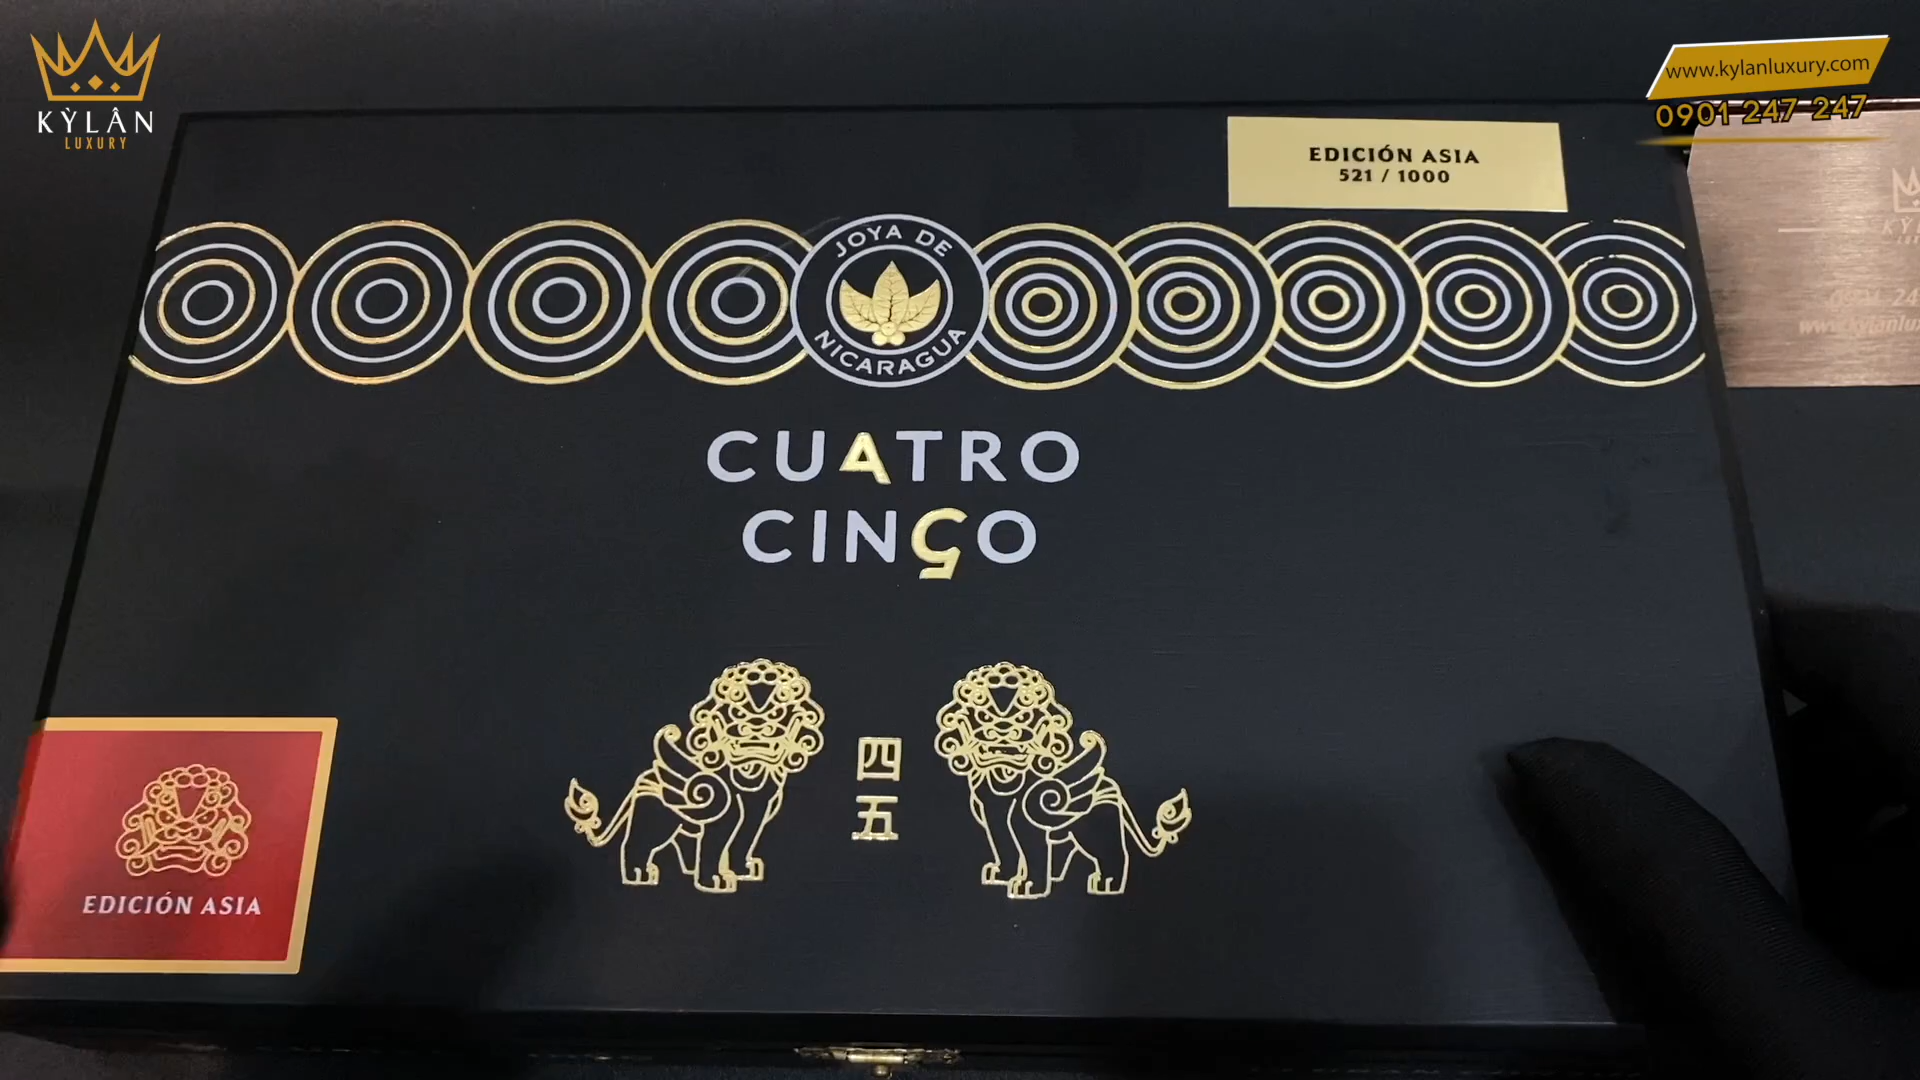 KỲLÂN
LUXURY
www.kylanluxury.com
0901 247 247
EDICIÓN ASIA
521 / 1000
JOYA DE
NICARAGUA
CUATRO
CINCO
四
五
EDICIÓN ASIA